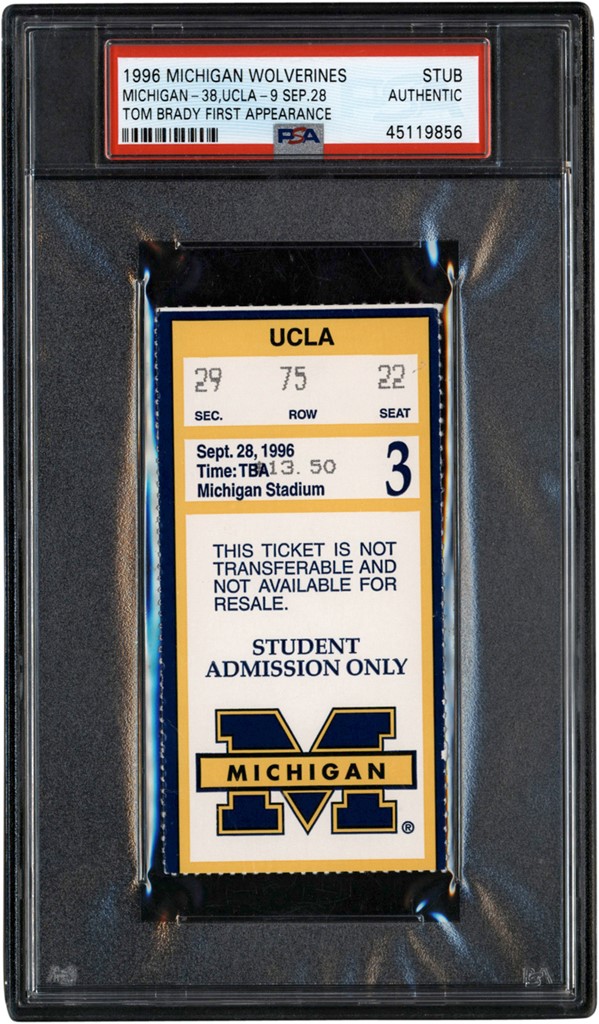 1996 MICHIGAN WOLVERINES STUB
MICHIGAN-38,UCLA-9 SEP.28 AUTHENTIC
TOM BRADY FIRST APPEARANCE
PSA 45119856
UCLA
29 75 22
SEC. ROW SEAT
Sept. 28, 1996
Time: TBA $13.50
Michigan Stadium
3
THIS TICKET IS NOT
TRANSFERABLE AND
NOT AVAILABLE FOR
RESALE.
STUDENT
ADMISSION ONLY
MICHIGAN
®
PSA